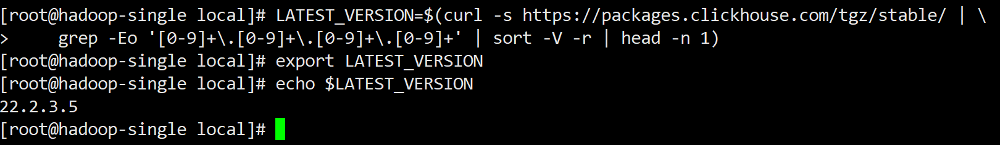 [root@hadoop-single local]# LATEST_VERSION=$(curl -s https://packages.clickhouse.com/tgz/stable/ | \
>     grep -Eo '[0-9]+\.[0-9]+\.[0-9]+\.[0-9]+' | sort -V -r | head -n 1)
[root@hadoop-single local]# export LATEST_VERSION
[root@hadoop-single local]# echo $LATEST_VERSION
22.2.3.5
[root@hadoop-single local]#